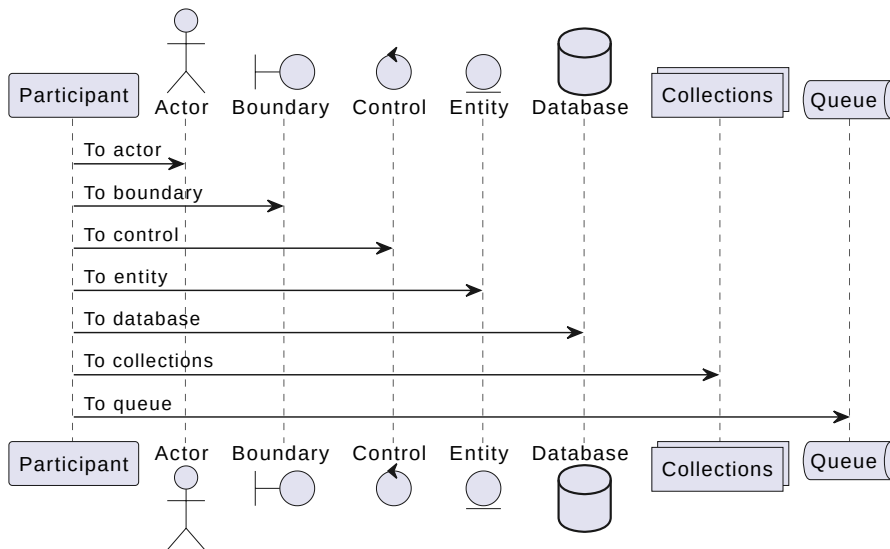 Participant
Actor
Boundary
Control
Entity
Database
Collections
Queue
To actor
To boundary
To control
To entity
To database
To collections
To queue
Participant
Actor
Boundary
Control
Entity
Database
Collections
Queue